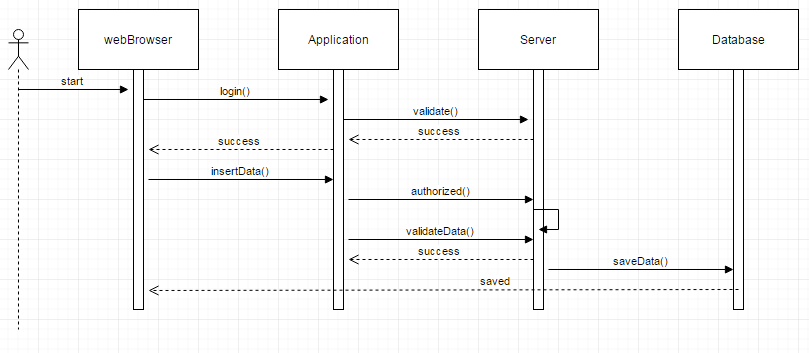 webBrowser
Application
Server
Database
start
login()
validate()
success
success
insertData()
authorized()
validateData()
success
saveData()
saved